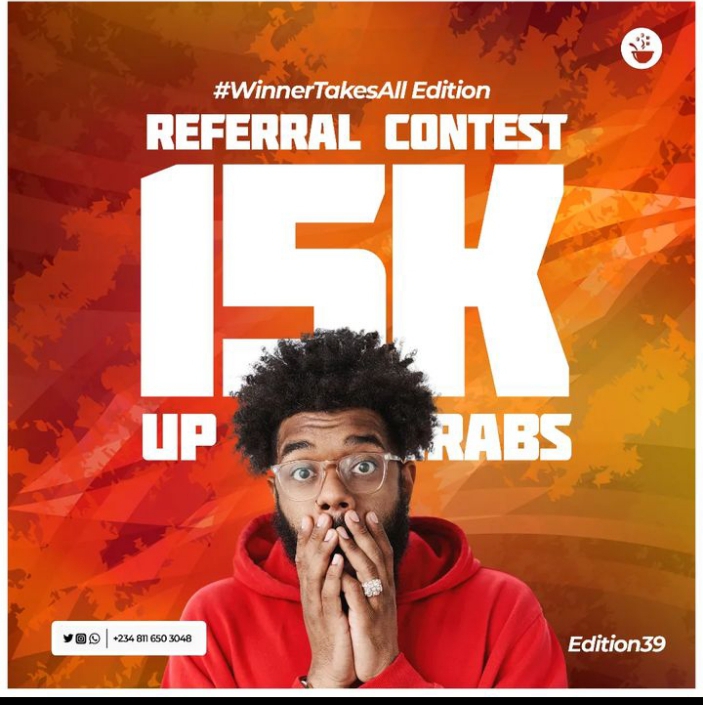 #WinnerTakesAll Edition
REFERRAL CONTEST
15K
UP RABS
+234 811 650 3048
Edition39